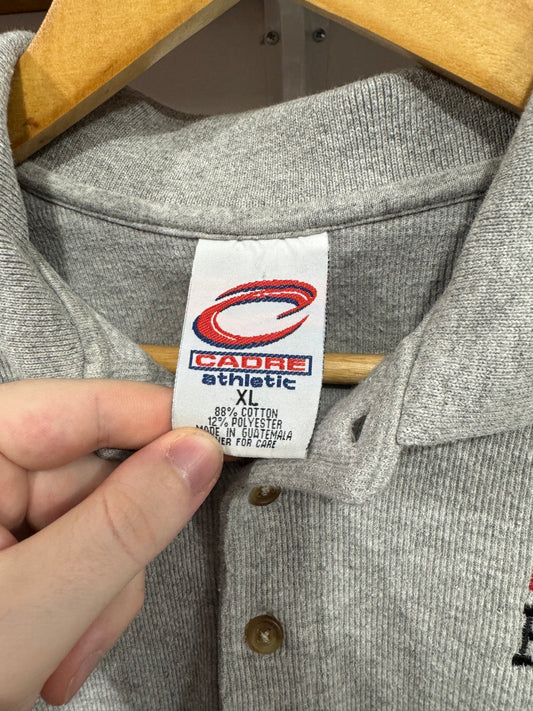 CADRE
athletic
XL
88% COTTON
12% POLYESTER
MADE IN GUATEMALA
FOR CARE